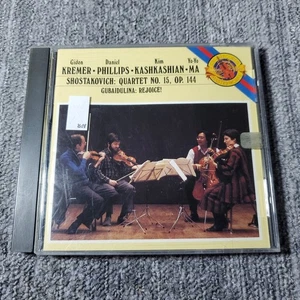 Gidon Daniel Kim Yo-Yo
KREMER • PHILLIPS • KASHKASHIAN • MA
SHOSTAKOVICH: QUARTET NO. 15, OP. 144
GUBAIDULINA: REJOICE!